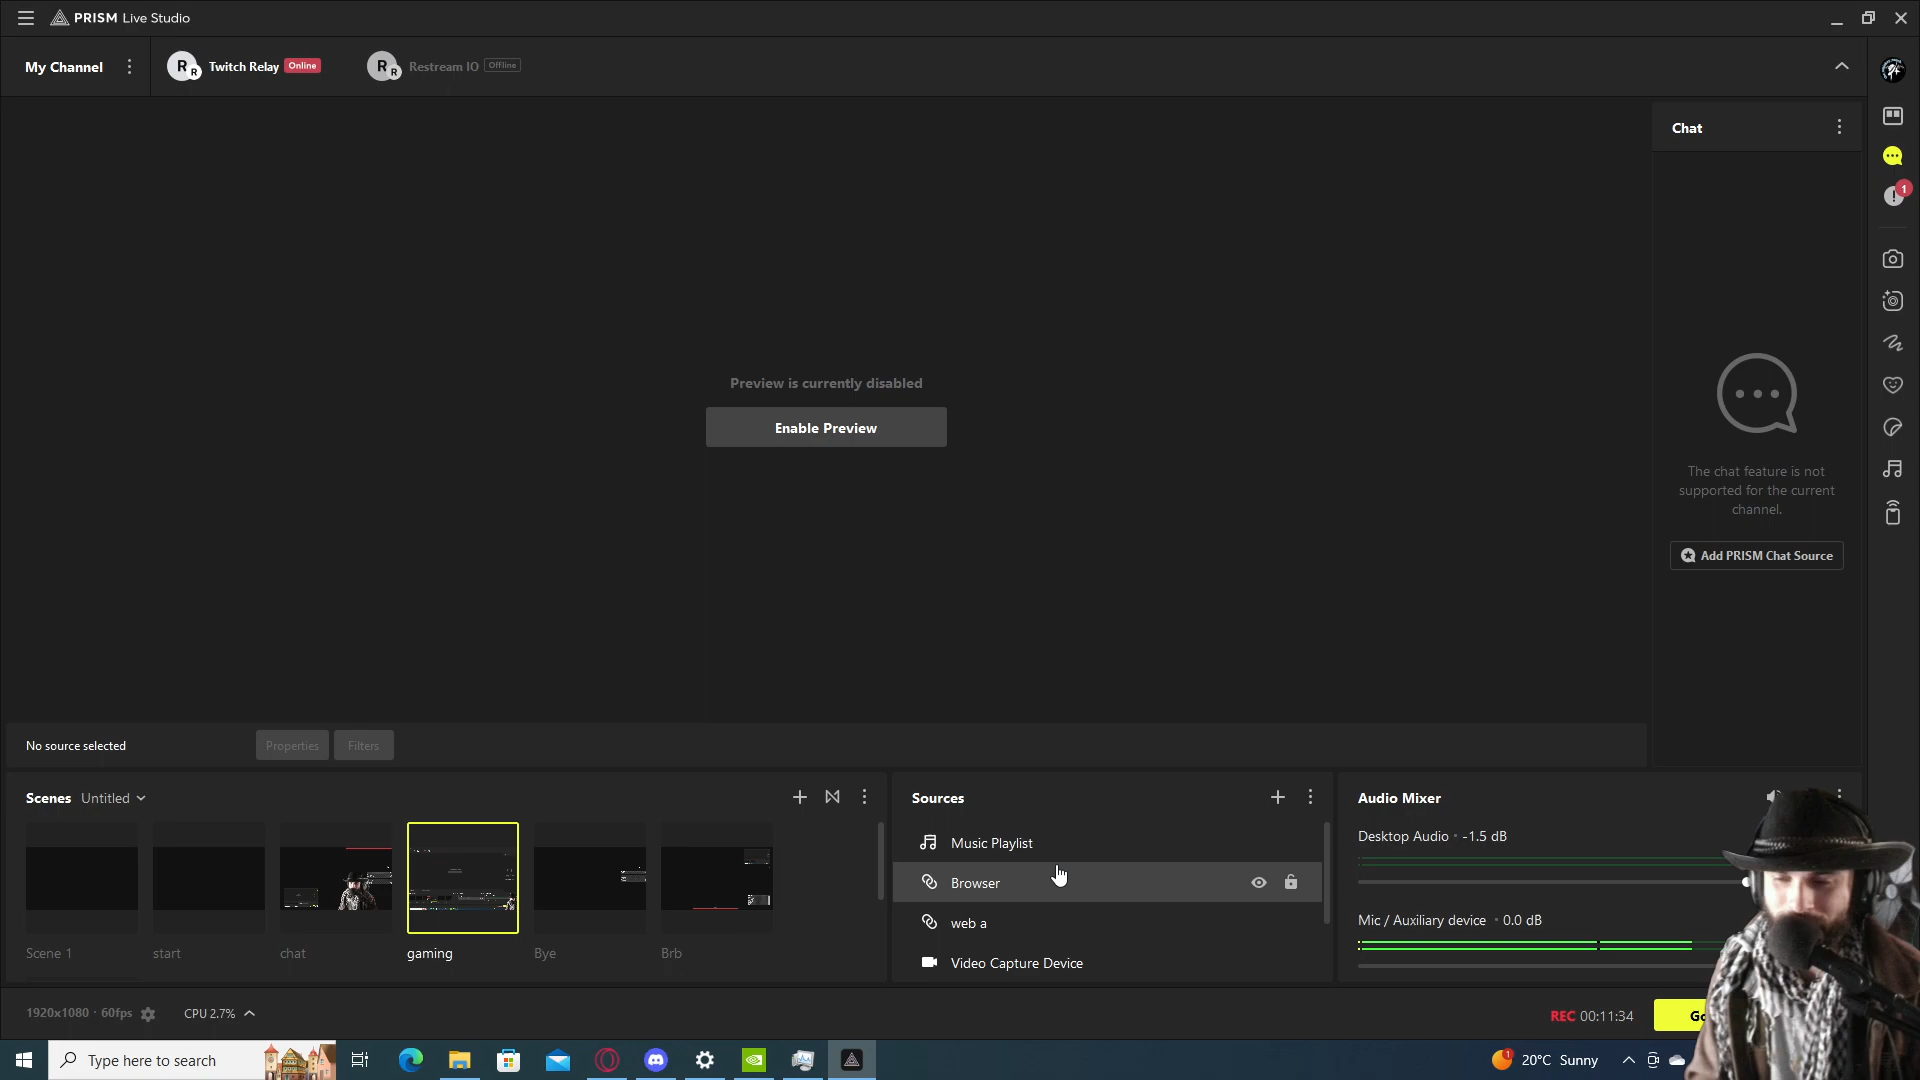 PRISM Live Studio
My Channel
R R Twitch Relay Online
R R Restream IO Offline
Chat
1
Preview is currently disabled
Enable Preview
The chat feature is not
supported for the current
channel.
Add PRISM Chat Source
No source selected
Properties
Filters
Scenes Untitled
Scene 1
start
chat
gaming
Bye
Brb
Sources
Music Playlist
Browser
web a
Video Capture Device
Audio Mixer
Desktop Audio • -1.5 dB
Mic / Auxiliary device • 0.0 dB
1920x1080 • 60fps
CPU 2.7%
REC 00:11:34
Type here to search
1
20°C Sunny